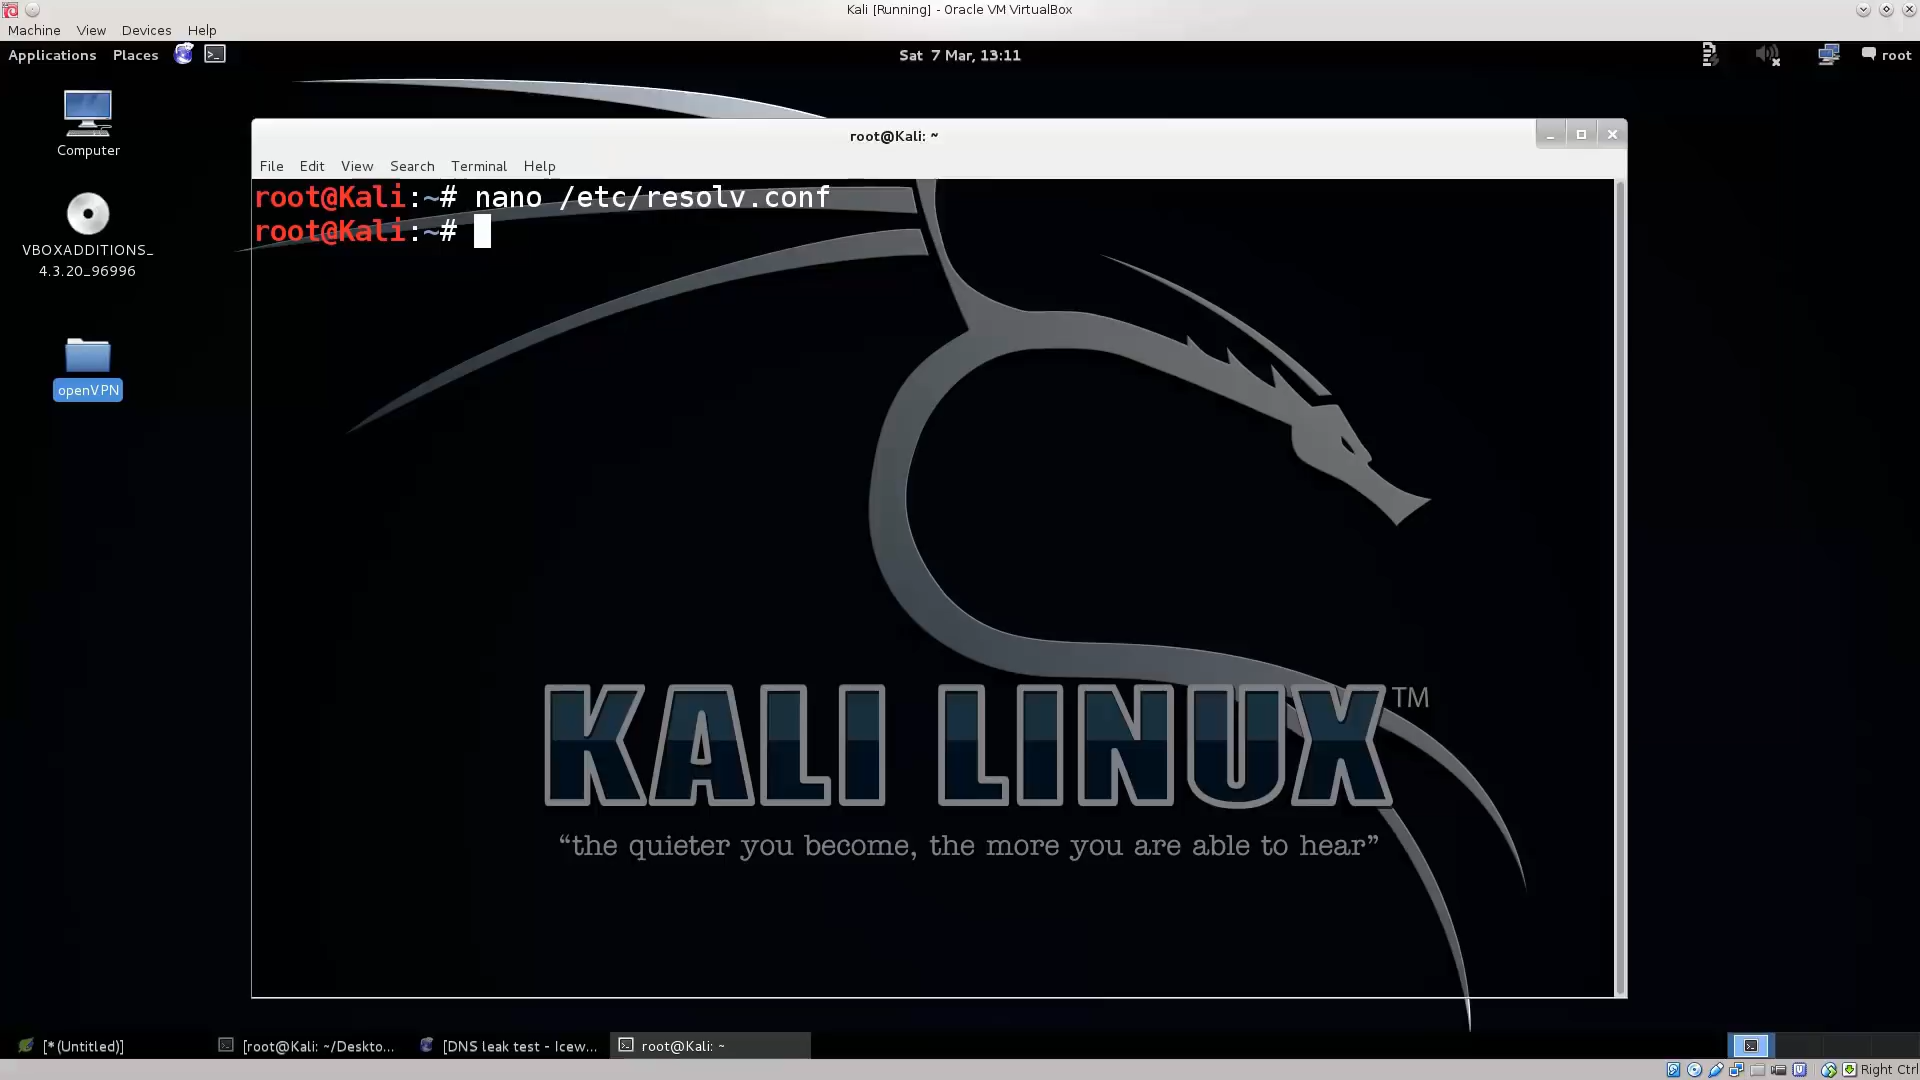 Kali [Running] - Oracle VM VirtualBox
Machine View Devices Help
Applications Places
Sat 7 Mar, 13:11
root
Computer
VBOXADDITIONS_
4.3.20_96996
openVPN
root@Kali: ~
File Edit View Search Terminal Help
root@Kali:~# nano /etc/resolv.conf
root@Kali:~#
KALI LINUX TM
“the quieter you become, the more you are able to hear”
[*(Untitled)]
[root@Kali: ~/Deskto...
[DNS leak test - Icew...
root@Kali: ~
Right Ctrl